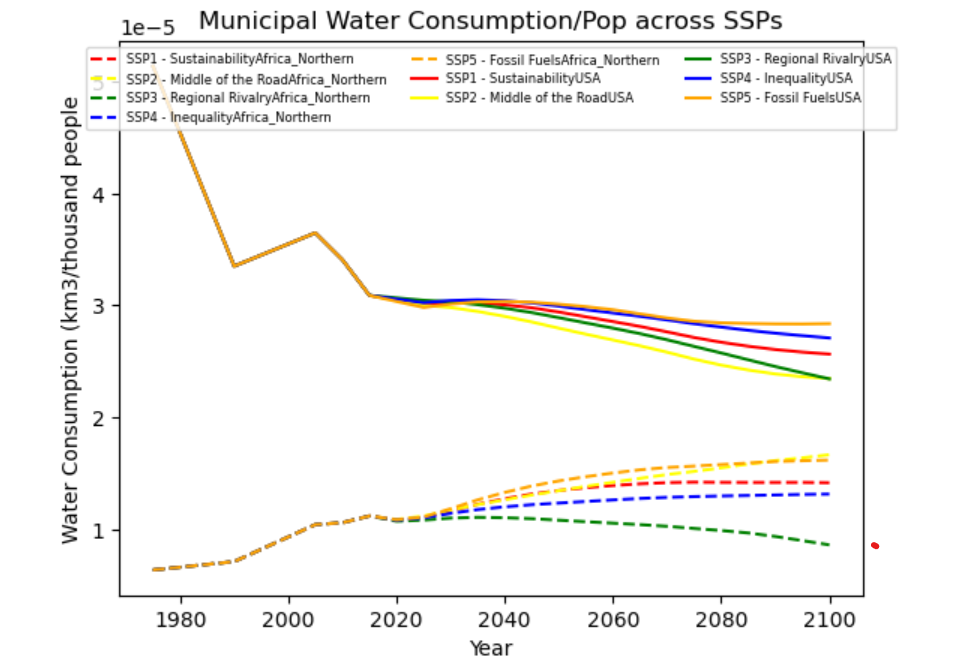 Municipal Water Consumption/Pop across SSPs
1e−5
SSP1 - SustainabilityAfrica_Northern
SSP2 - Middle of the RoadAfrica_Northern
SSP3 - Regional RivalryAfrica_Northern
SSP4 - InequalityAfrica_Northern
SSP5 - Fossil FuelsAfrica_Northern
SSP1 - SustainabilityUSA
SSP2 - Middle of the RoadUSA
SSP3 - Regional RivalryUSA
SSP4 - InequalityUSA
SSP5 - Fossil FuelsUSA
Water Consumption (km3/thousand people
5
4
3
2
1
1980 2000 2020 2040 2060 2080 2100
Year